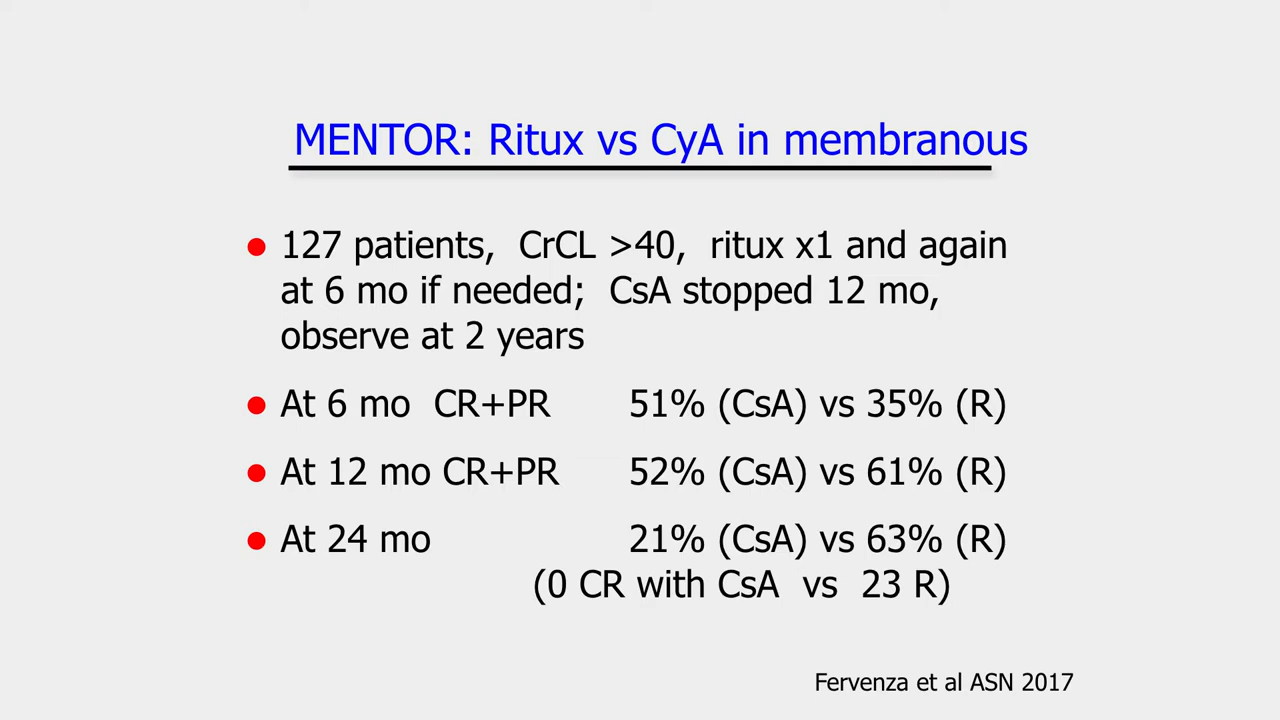 MENTOR: Ritux vs CyA in membranous
● 127 patients, CrCL >40, ritux x1 and again
at 6 mo if needed; CsA stopped 12 mo,
observe at 2 years
● At 6 mo CR+PR 51% (CsA) vs 35% (R)
● At 12 mo CR+PR 52% (CsA) vs 61% (R)
● At 24 mo 21% (CsA) vs 63% (R)
(0 CR with CsA vs 23 R)
Fervenza et al ASN 2017